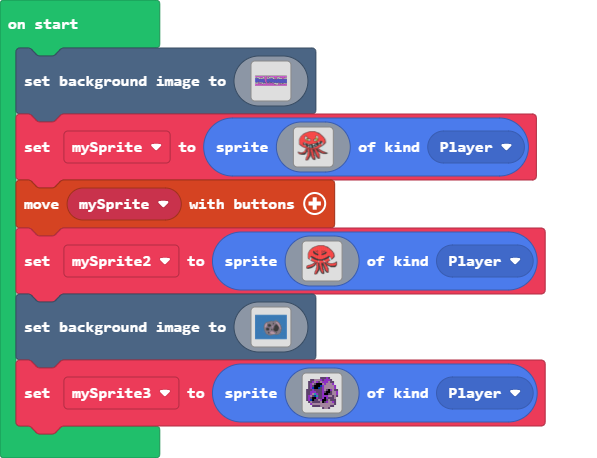 on start
set background image to
set mySprite to sprite of kind Player
move mySprite with buttons
set mySprite2 to sprite of kind Player
set background image to
set mySprite3 to sprite of kind Player